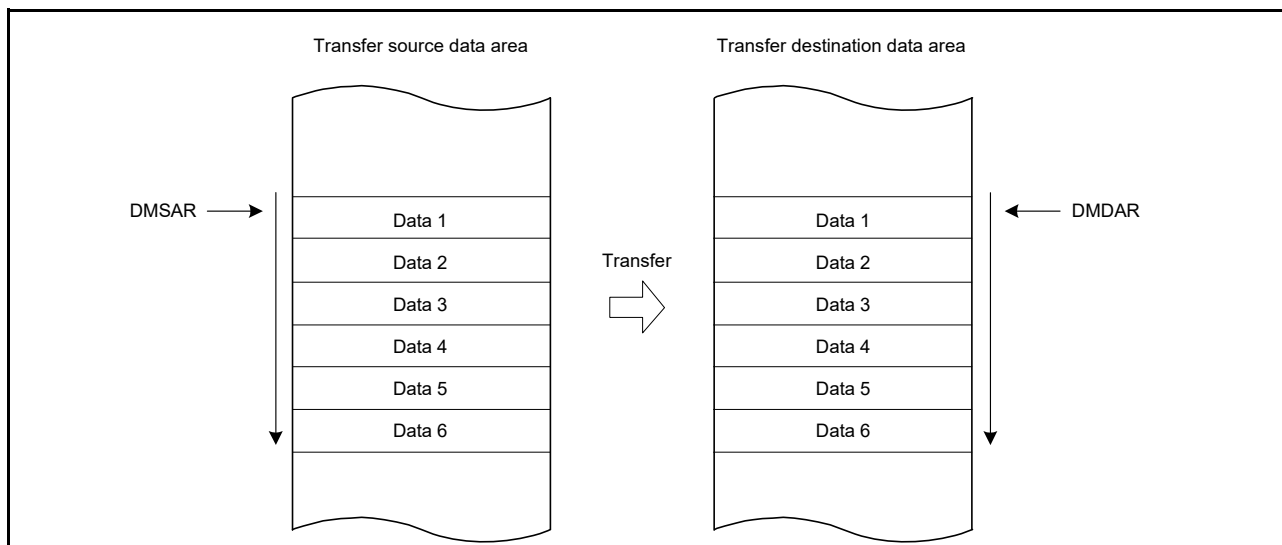 Transfer source data area
Transfer destination data area
DMSAR
Data 1
Data 2
Data 3
Data 4
Data 5
Data 6
Transfer
Data 1
Data 2
Data 3
Data 4
Data 5
Data 6
DMDAR